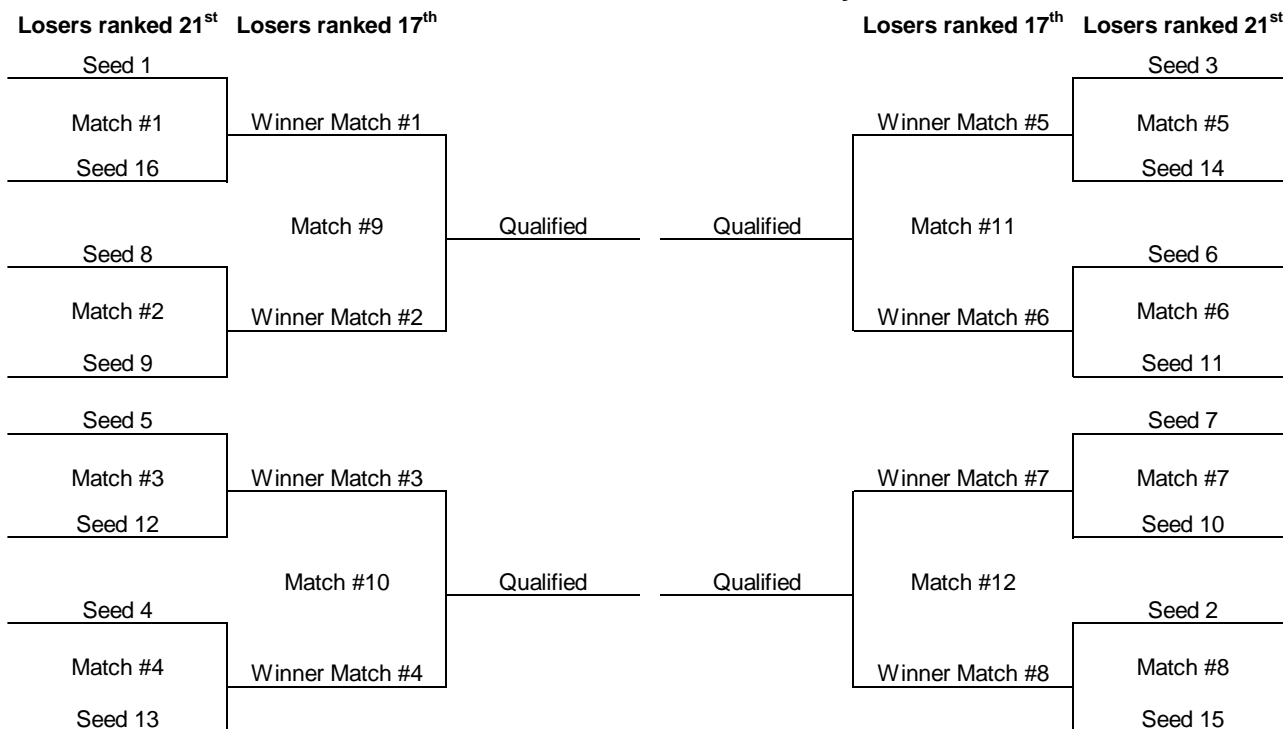 Losers ranked 21st Losers ranked 17th Losers ranked 17th Losers ranked 21st
Seed 1 Seed 3
Match #1 Winner Match #1 Winner Match #5 Match #5
Seed 16 Seed 14
Match #9 Qualified Qualified Match #11
Seed 8 Seed 6
Match #2 Winner Match #2 Winner Match #6 Match #6
Seed 9 Seed 11
Seed 5 Seed 7
Match #3 Winner Match #3 Winner Match #7 Match #7
Seed 12 Seed 10
Match #10 Qualified Qualified Match #12
Seed 4 Seed 2
Match #4 Winner Match #4 Winner Match #8 Match #8
Seed 13 Seed 15